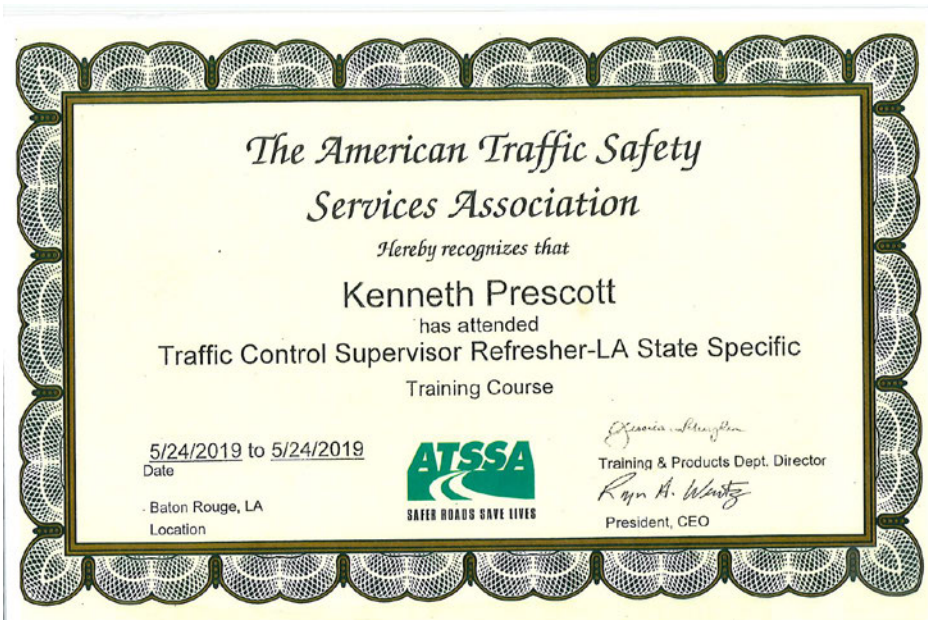 The American Traffic Safety
Services Association
Hereby recognizes that
Kenneth Prescott
has attended
Traffic Control Supervisor Refresher-LA State Specific
Training Course
5/24/2019 to 5/24/2019
Date
Baton Rouge, LA
Location
ATSSA
SAFER ROADS SAVE LIVES
Training & Products Dept. Director
President, CEO